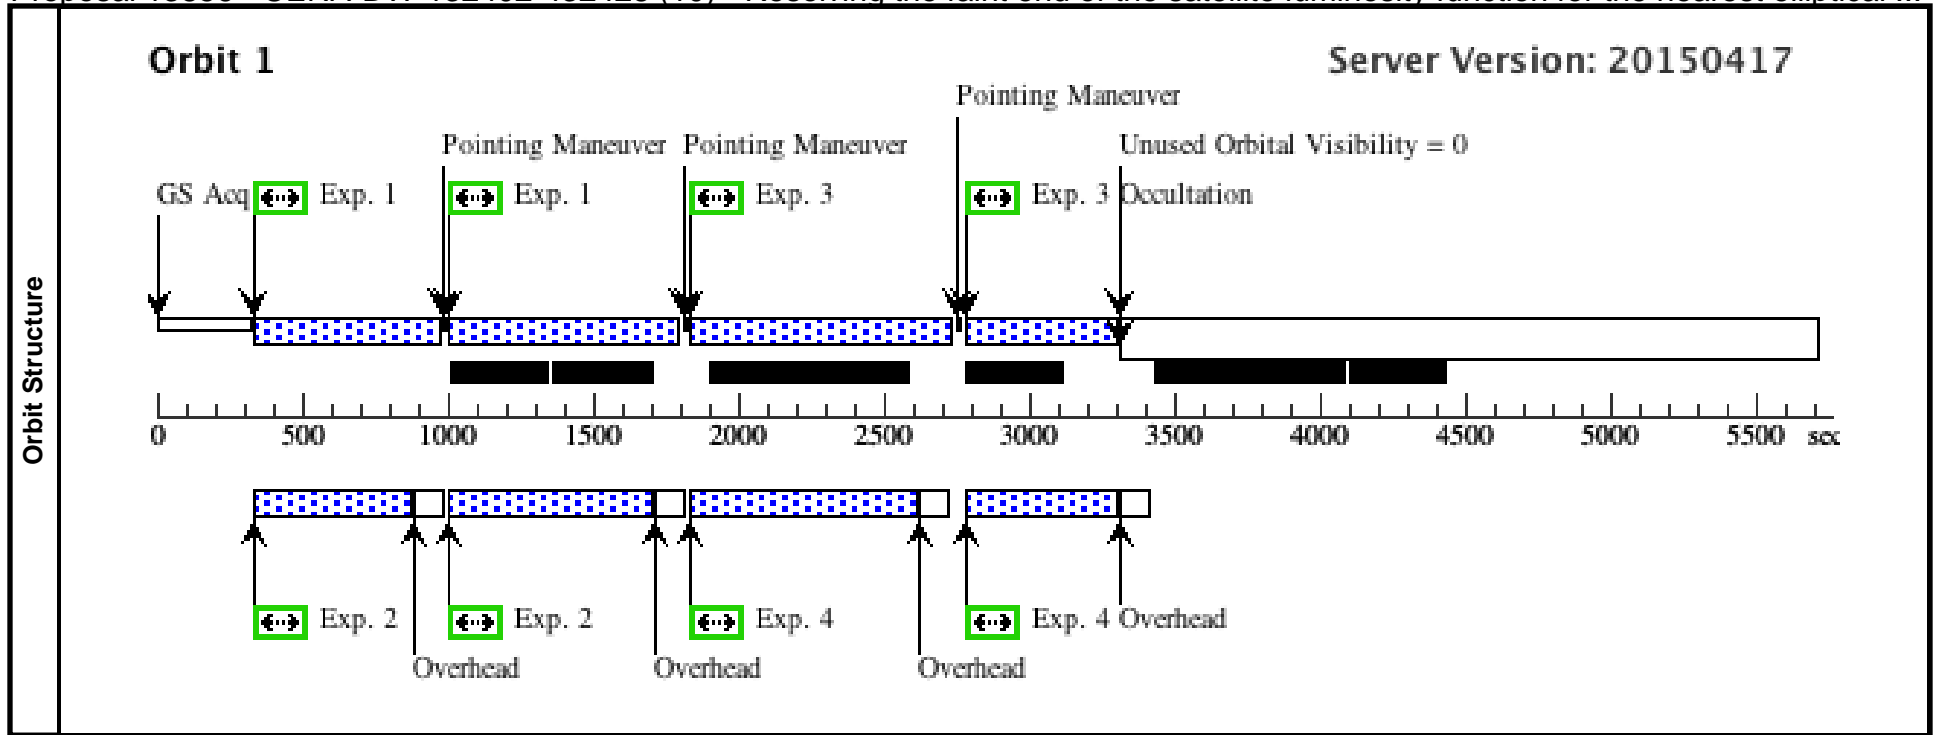 Orbit 1
Server Version: 20150417
Pointing Maneuver
Pointing Maneuver Pointing Maneuver Unused Orbital Visibility = 0
GS Acq Exp. 1 Exp. 1 Exp. 3 Exp. 3 Occultation
Orbit Structure
0 500 1000 1500 2000 2500 3000 3500 4000 4500 5000 5500 sec
Exp. 2 Exp. 2 Exp. 4 Exp. 4 Overhead
Overhead Overhead Overhead